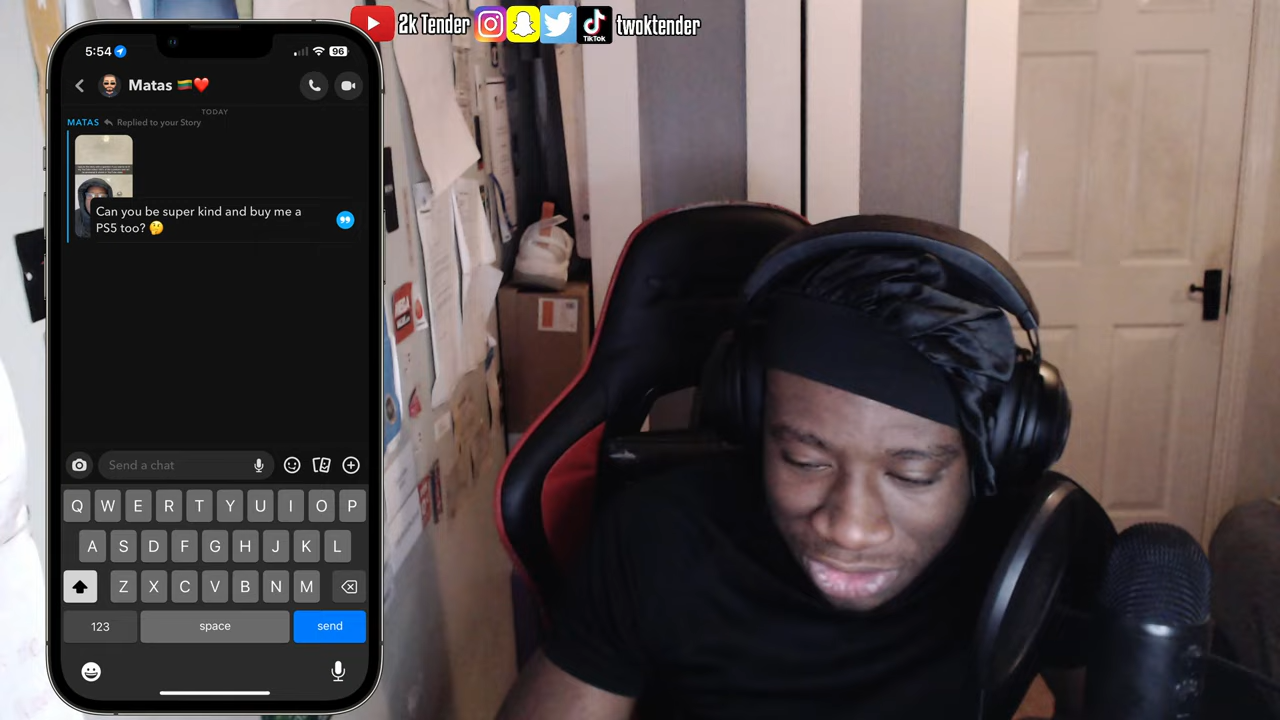 2k Tender
TikTok
twoktender
5:54
96
Matas
TODAY
MATAS Replied to your Story
Can you be super kind and buy me a
PS5 too?
Send a chat
Q W E R T Y U I O P
A S D F G H J K L
Z X C V B N M
123 space send